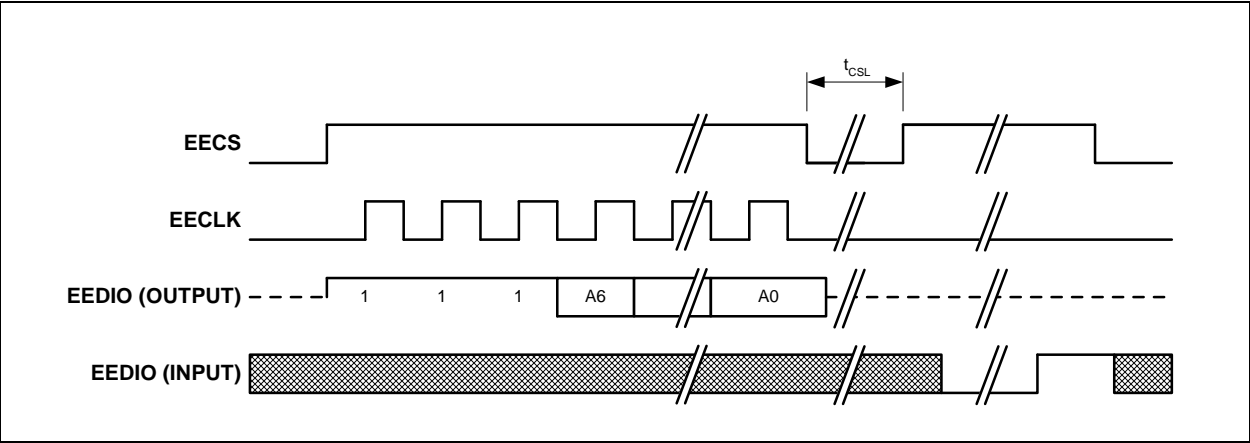 tCSL
EECS
EECLK
EEDIO (OUTPUT)
1 1 1 A6 A0
EEDIO (INPUT)